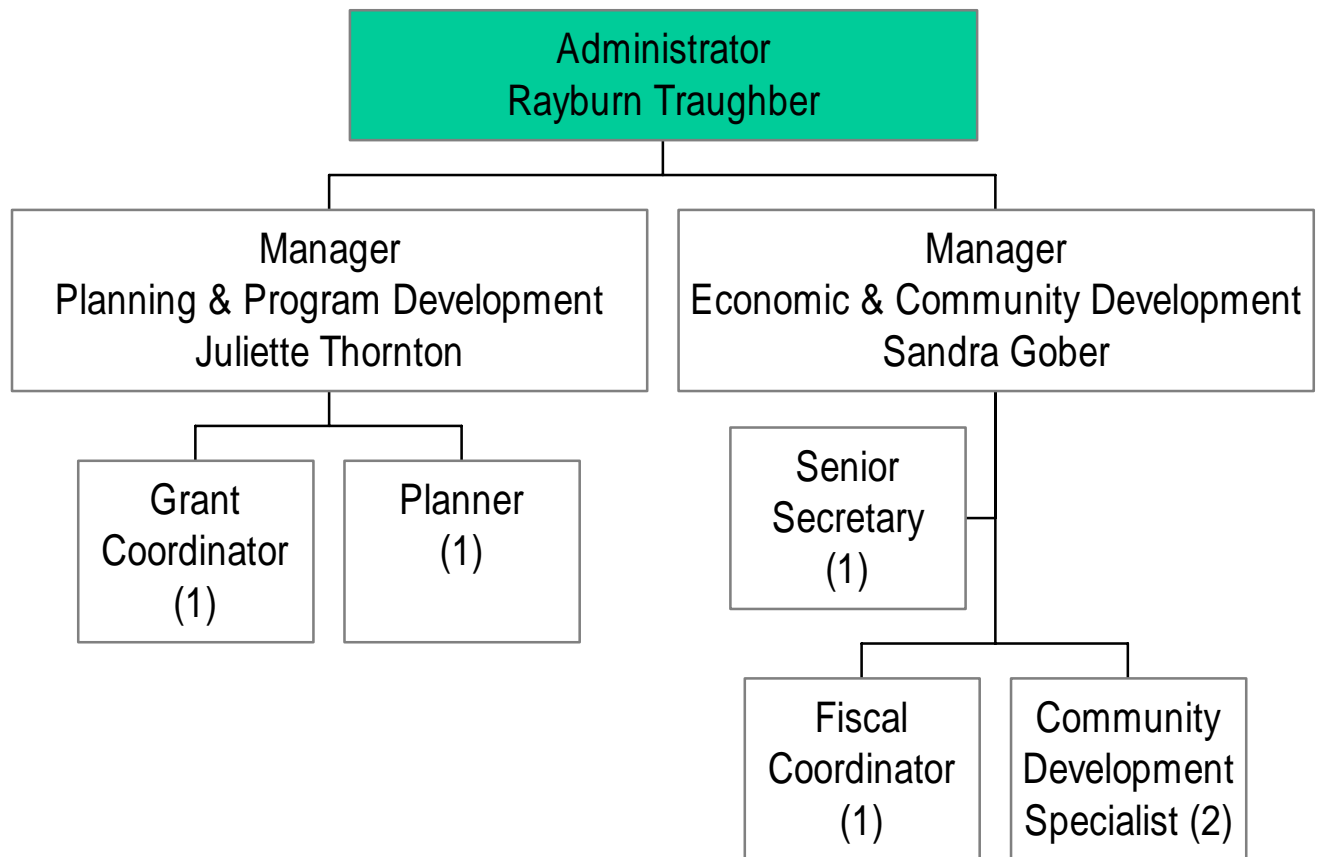 Administrator
Rayburn Traughber
Manager
Planning & Program Development
Juliette Thornton
Manager
Economic & Community Development
Sandra Gober
Grant
Coordinator
(1)
Planner
(1)
Senior
Secretary
(1)
Fiscal
Coordinator
(1)
Community
Development
Specialist (2)